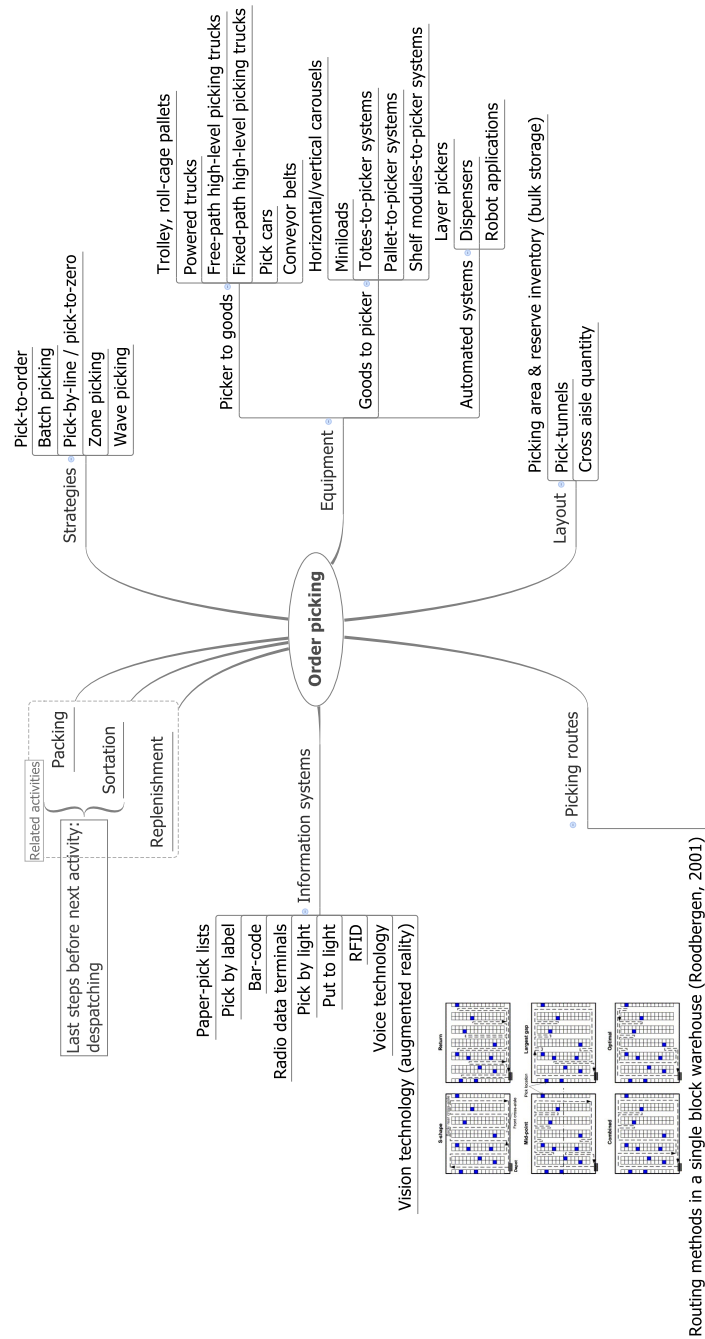 Order picking
Strategies
Pick-to-order
Batch picking
Pick-by-line / pick-to-zero
Zone picking
Wave picking
Equipment
Picker to goods
Trolley, roll-cage pallets
Powered trucks
Free-path high-level picking trucks
Fixed-path high-level picking trucks
Pick cars
Conveyor belts
Goods to picker
Horizontal/vertical carousels
Miniloads
Totes-to-picker systems
Pallet-to-picker systems
Shelf modules-to-picker systems
Automated systems
Layer pickers
Dispensers
Robot applications
Layout
Picking area & reserve inventory (bulk storage)
Pick-tunnels
Cross aisle quantity
Related activities
Packing
Sortation
Replenishment
Last steps before next activity:
despatching
Information systems
Paper-pick lists
Pick by label
Bar-code
Radio data terminals
Pick by light
Put to light
RFID
Voice technology
Vision technology (augmented reality)
Picking routes
S-shape
Return
Depot
Front cross-aisle
Mid-point
Pick location
Largest gap
Combined
Optimal
Routing methods in a single block warehouse (Roodbergen, 2001)